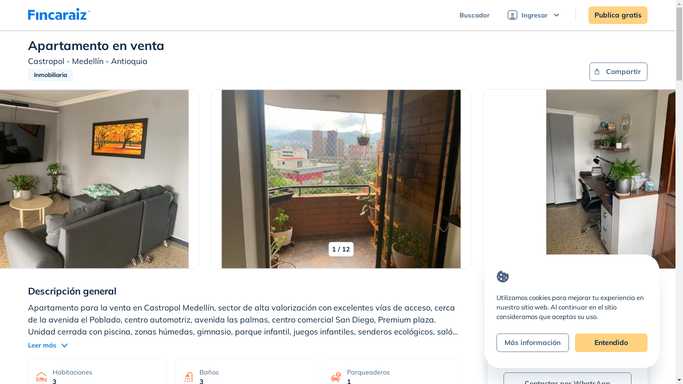 Fincaraiz
Buscador
Ingresar
Publica gratis
Apartamento en venta
Castropol - Medellín - Antioquia
Inmobiliaria
Compartir
1 / 12
Descripción general
Apartamento para la venta en Castropol Medellín, sector de alta valorización con excelentes vías de acceso, cerca
de la avenida el Poblado, centro automotriz, avenida las palmas, centro comercial San Diego, Premium plaza.
Unidad cerrada con piscina, zonas húmedas, gimnasio, parque infantil, juegos infantiles, senderos ecológicos, saló...
Leer más
Habitaciones
3
Baños
3
Parqueaderos
1
Utilizamos cookies para mejorar tu experiencia en
nuestro sitio web. Al continuar en el sitio
consideramos que aceptas su uso.
Más información
Entendido
Contactar por WhatsApp